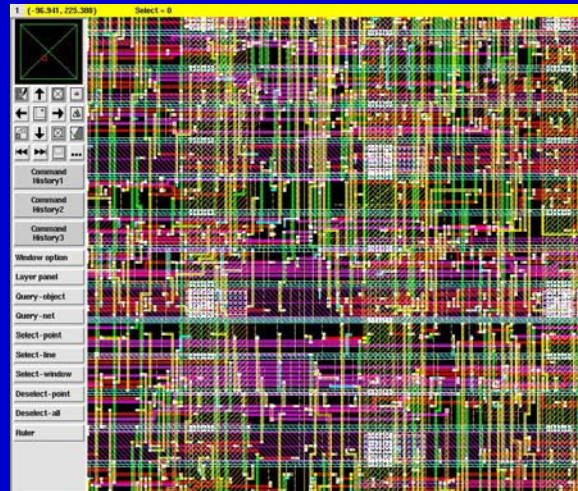 1 (-96.941, 225.308) Select = 0
Command
History1
Command
History2
Command
History3
Window option
Layer panel
Query-object
Query-net
Select-point
Select-line
Select-window
Deselect-point
Deselect-all
Ruler